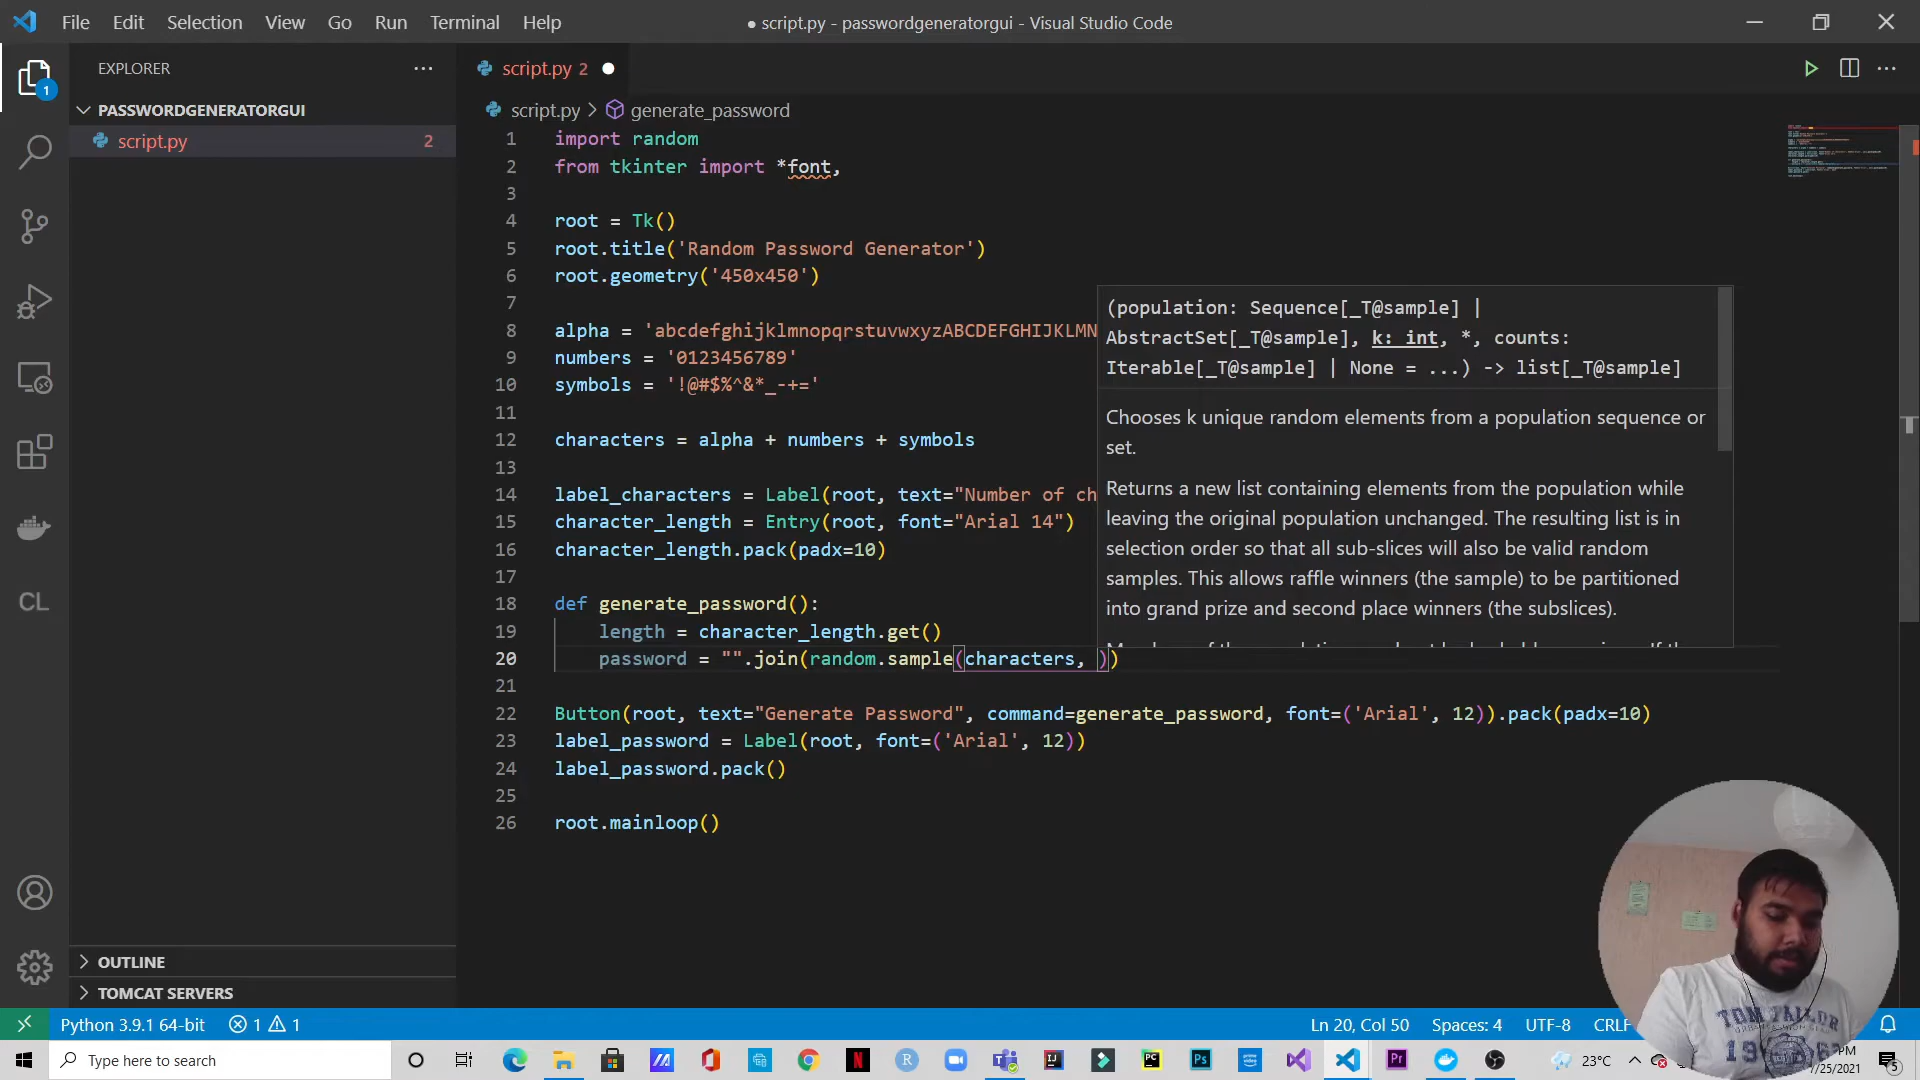 File Edit Selection View Go Run Terminal Help
● script.py - passwordgeneratorgui - Visual Studio Code
EXPLORER
script.py 2
PASSWORDGENERATORGUI
script.py 2
script.py > generate_password
1 import random
2 from tkinter import *font,
3
4 root = Tk()
5 root.title('Random Password Generator')
6 root.geometry('450x450')
7
8 alpha = 'abcdefghijklmnopqrstuvwxyzABCDEFGHIJKLMN
9 numbers = '0123456789'
10 symbols = '!@#$%^&*_-+='
11
12 characters = alpha + numbers + symbols
13
14 label_characters = Label(root, text="Number of ch
15 character_length = Entry(root, font="Arial 14")
16 character_length.pack(padx=10)
17
18 def generate_password():
19 length = character_length.get()
20 password = "".join(random.sample(characters, ))
21
22 Button(root, text="Generate Password", command=generate_password, font=('Arial', 12)).pack(padx=10)
23 label_password = Label(root, font=('Arial', 12))
24 label_password.pack()
25
26 root.mainloop()
(population: Sequence[_T@sample] |
AbstractSet[_T@sample], k: int, *, counts:
Iterable[_T@sample] | None = ...) -> list[_T@sample]
Chooses k unique random elements from a population sequence or
set.
Returns a new list containing elements from the population while
leaving the original population unchanged. The resulting list is in
selection order so that all sub-slices will also be valid random
samples. This allows raffle winners (the sample) to be partitioned
into grand prize and second place winners (the subslices).
1
CL
OUTLINE
TOMCAT SERVERS
Python 3.9.1 64-bit 1 1
Ln 20, Col 50 Spaces: 4 UTF-8 CRLF
Type here to search
23°C
PM
7/25/2021
5
TOM TAILOR